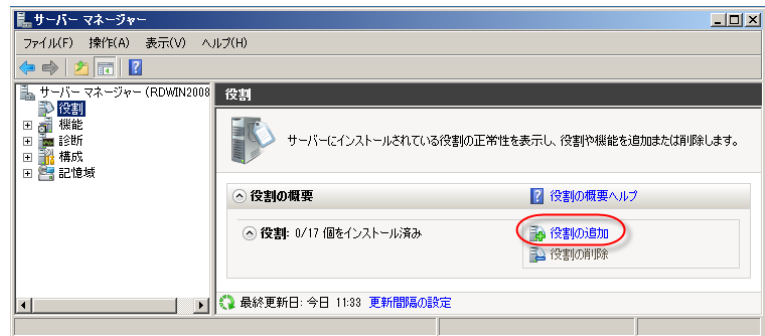 サーバー マネージャー
ファイル(F) 操作(A) 表示(V) ヘルプ(H)
サーバー マネージャー (RDWIN2008
役割
機能
診断
構成
記憶域
役割
サーバーにインストールされている役割の正常性を表示し、役割や機能を追加または削除します。
役割の概要
役割の概要ヘルプ
役割: 0/17 個をインストール済み
役割の追加
役割の削除
最終更新日: 今日 11:33 更新間隔の設定